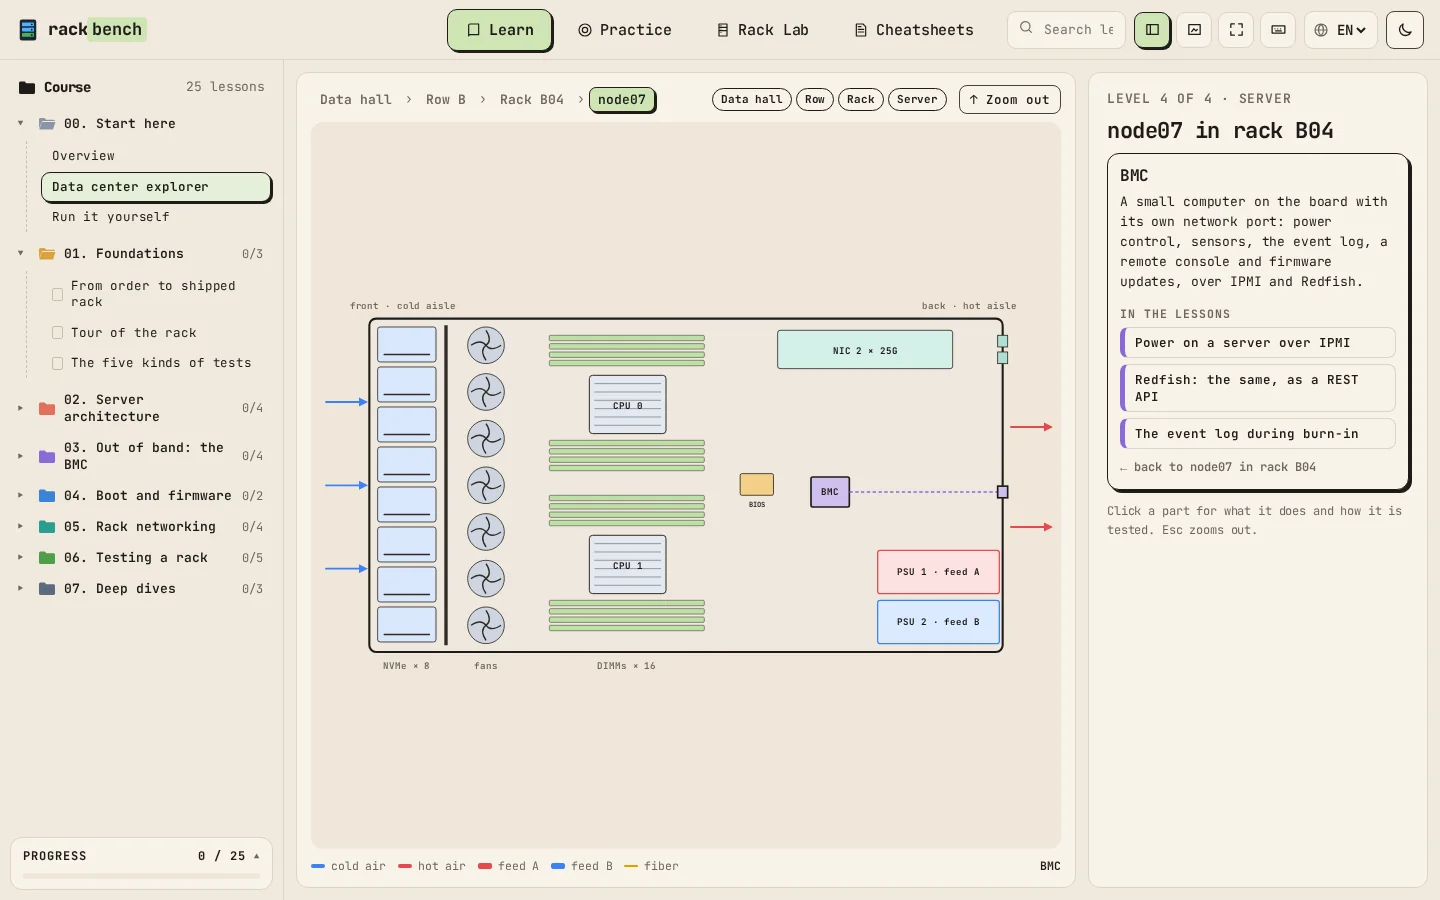 rackbench
Learn
Practice
Rack Lab
Cheatsheets
Search le
EN
Course
25 lessons
00. Start here
Overview
Data center explorer
Run it yourself
01. Foundations
0/3
From order to shipped
rack
Tour of the rack
The five kinds of tests
02. Server
architecture
0/4
03. Out of band: the
BMC
0/4
04. Boot and firmware
0/2
05. Rack networking
0/4
06. Testing a rack
0/5
07. Deep dives
0/3
PROGRESS
0 / 25
Data hall › Row B › Rack B04 › node07
Data hall
Row
Rack
Server
↑ Zoom out
front · cold aisle
back · hot aisle
NIC 2 × 25G
CPU 0
BIOS
BMC
CPU 1
PSU 1 · feed A
PSU 2 · feed B
NVMe × 8
fans
DIMMs × 16
cold air
hot air
feed A
feed B
fiber
BMC
LEVEL 4 OF 4 · SERVER
node07 in rack B04
BMC
A small computer on the board with
its own network port: power
control, sensors, the event log, a
remote console and firmware
updates, over IPMI and Redfish.
IN THE LESSONS
Power on a server over IPMI
Redfish: the same, as a REST
API
The event log during burn-in
← back to node07 in rack B04
Click a part for what it does and how it is
tested. Esc zooms out.